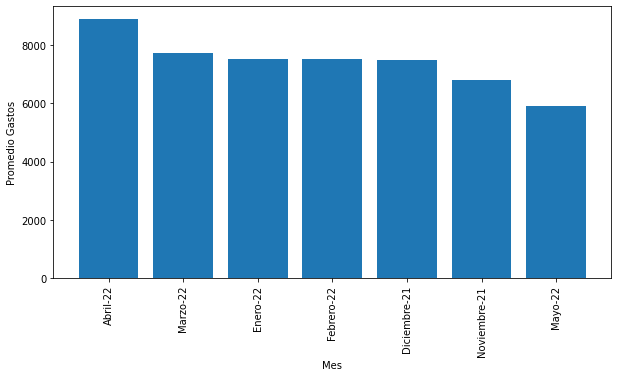 Promedio Gastos
8000
6000
4000
2000
0
Abril-22
Marzo-22
Enero-22
Febrero-22
Diciembre-21
Noviembre-21
Mayo-22
Mes